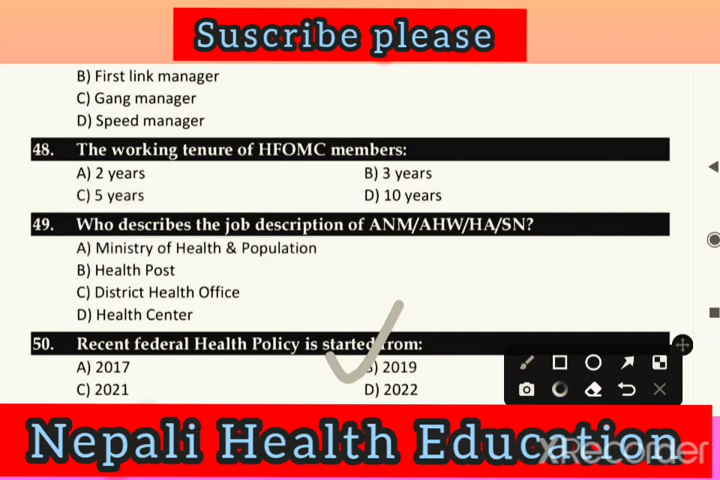 Suscribe please
B) First link manager
C) Gang manager
D) Speed manager
48. The working tenure of HFOMC members:
A) 2 years B) 3 years
C) 5 years D) 10 years
49. Who describes the job description of ANM/AHW/HA/SN?
A) Ministry of Health & Population
B) Health Post
C) District Health Office
D) Health Center
50. Recent federal Health Policy is started from:
A) 2017 B) 2019
C) 2021 D) 2022
Nepali Health Education
XRecorder